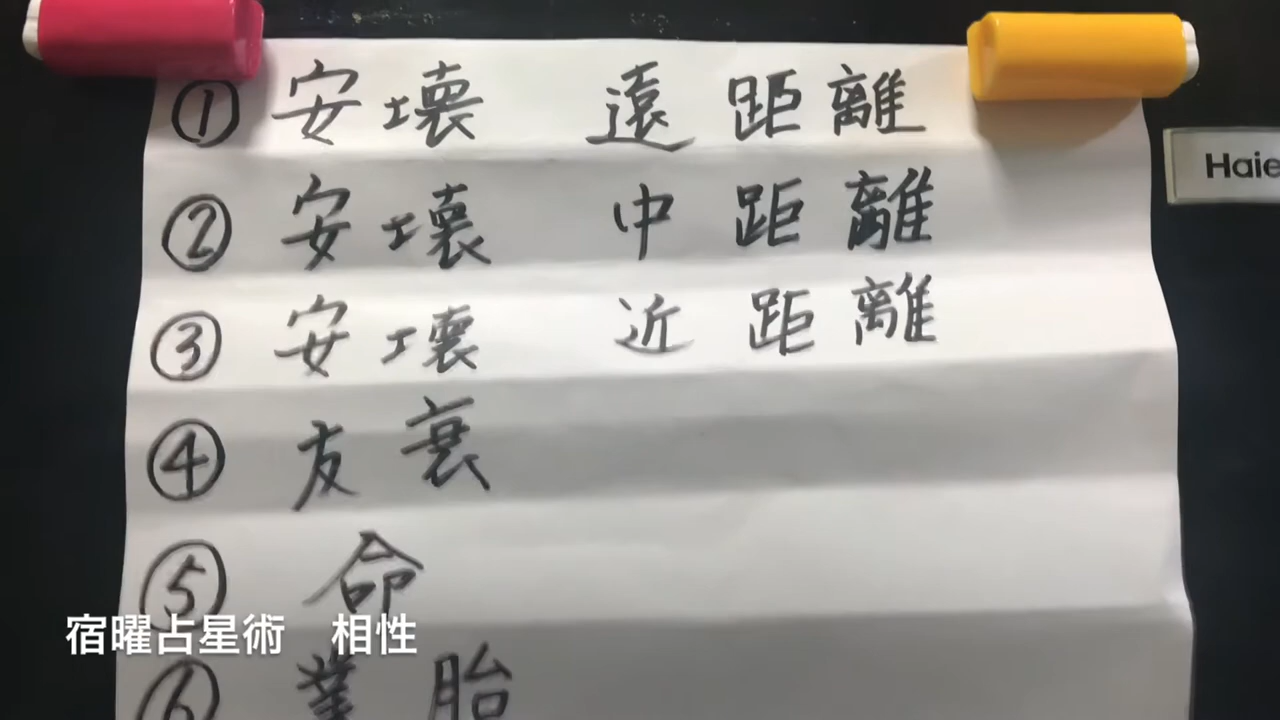 ① 安壊 遠距離
② 安壊 中距離
③ 安壊 近距離
④ 友衰
⑤ 命
⑥ 業胎
宿曜占星術 相性
Haie